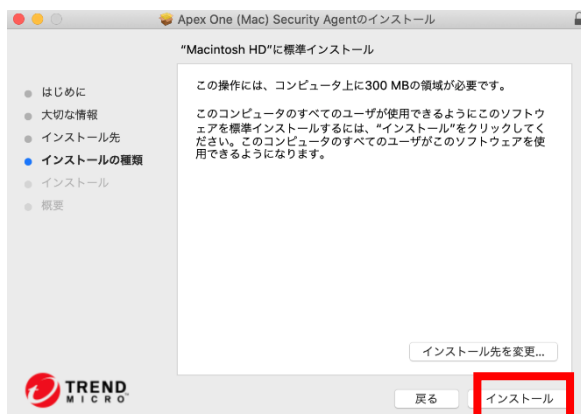 Apex One (Mac) Security Agentのインストール
“Macintosh HD”に標準インストール
はじめに
大切な情報
インストール先
インストールの種類
インストール
概要
この操作には、コンピュータ上に300 MBの領域が必要です。
このコンピュータのすべてのユーザが使用できるようにこのソフトウ
ェアを標準インストールするには、“インストール”をクリックしてく
ださい。このコンピュータのすべてのユーザがこのソフトウェアを使
用できるようになります。
インストール先を変更...
TREND
MICRO
戻る
インストール